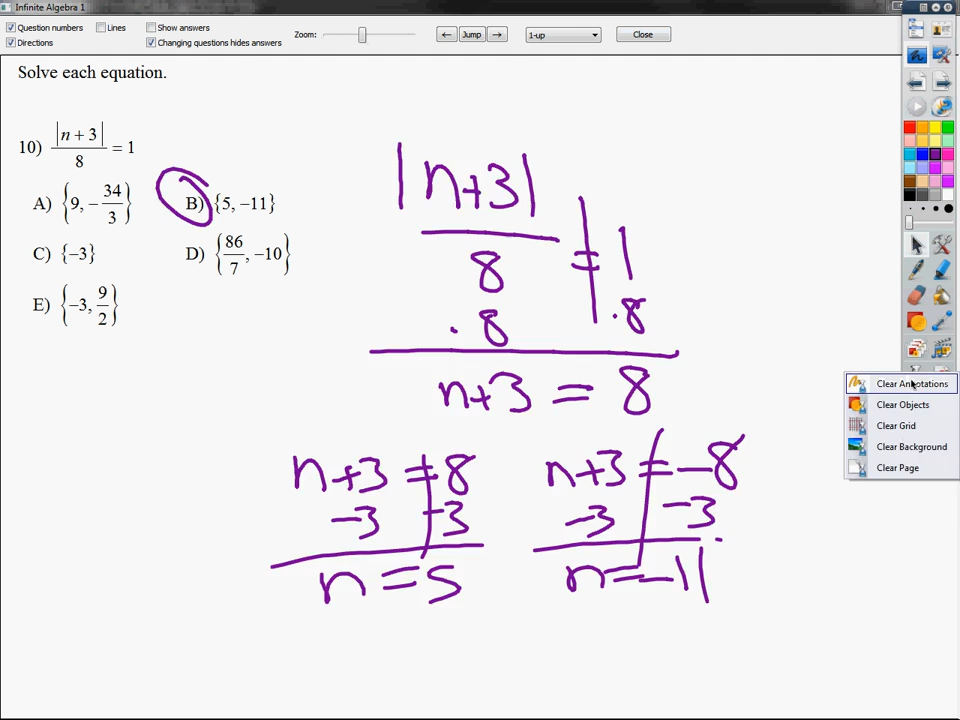 Infinite Algebra 1
Question numbers Lines Show answers
Directions Changing questions hides answers
Zoom: ← Jump → 1-up Close
Solve each equation.
10) |n + 3| / 8 = 1
A) {9, −34/3} B) {5, −11}
C) {−3} D) {86/7, −10}
E) {−3, 9/2}
|n+3|
8 = 1
.8 .8
n+3 = 8
n+3 = 8 n+3 = −8
−3 −3 −3 −3
n = 5 n = −11
Clear Annotations
Clear Objects
Clear Grid
Clear Background
Clear Page